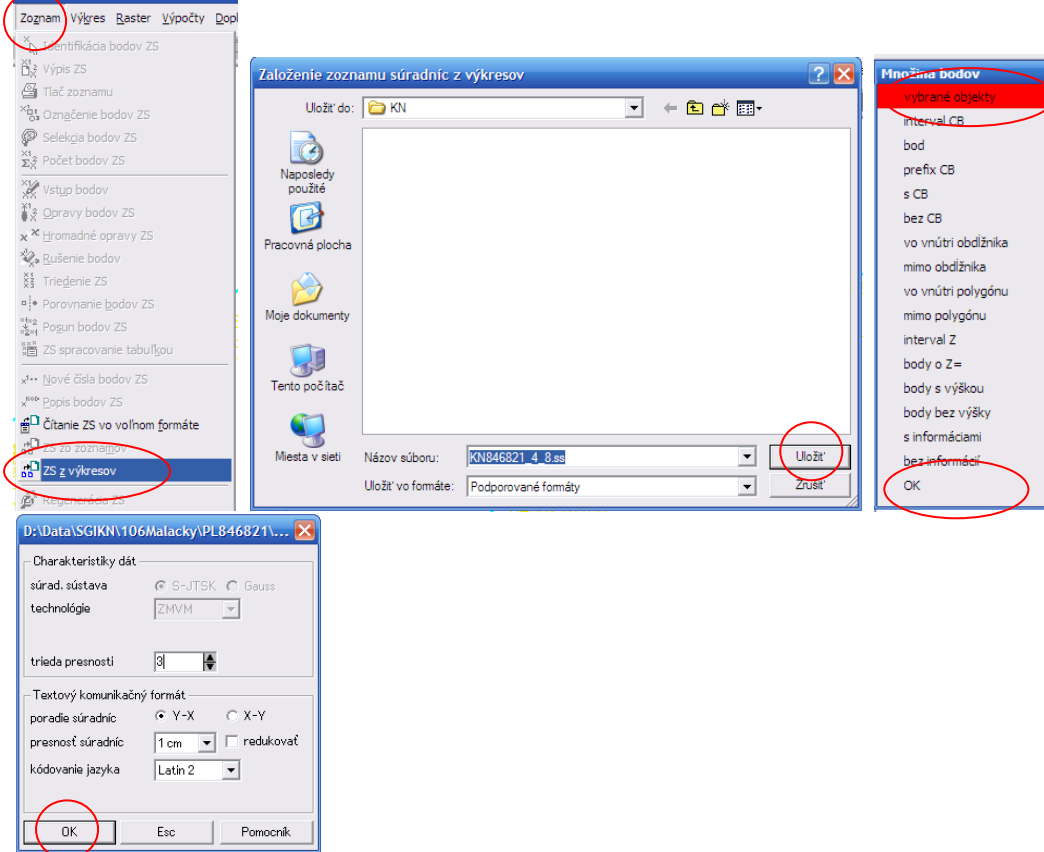 Zoznam Výkres Raster Výpočty Dopl
Identifikácia bodov ZS
Výpis ZS
Tlač zoznamu
Označenie bodov ZS
Selekcia bodov ZS
Počet bodov ZS
Vstup bodov
Opravy bodov ZS
Hromadné opravy ZS
Rušenie bodov
Triedenie ZS
Porovnanie bodov ZS
Posun bodov ZS
ZS spracovanie tabuľkou
Nové čísla bodov ZS
Popis bodov ZS
Čítanie ZS vo voľnom formáte
ZS zo zoznamov
ZS z výkresov
Regenerácia ZS
Založenie zoznamu súradníc z výkresov
Uložiť do: KN
Naposledy
použité
Pracovná plocha
Moje dokumenty
Tento počítač
Miesta v sieti
Názov súboru: KN846821_4_8.ss Uložiť
Uložiť vo formáte: Podporované formáty Zrušiť
Množina bodov
vybrané objekty
interval CB
bod
prefix CB
s CB
bez CB
vo vnútri obdĺžnika
mimo obdĺžnika
vo vnútri polygónu
mimo polygónu
interval Z
body o Z=
body s výškou
body bez výšky
s informáciami
bez informácií
OK
D:\Data\SGIKN\106Malacky\PL846821\...
Charakteristiky dát
súrad. sústava S-JTSK Gauss
technológie ZMVM
trieda presnosti 3
Textový komunikačný formát
poradie súradníc Y-X X-Y
presnosť súradníc 1 cm redukovať
kódovanie jazyka Latin 2
OK Esc Pomocník